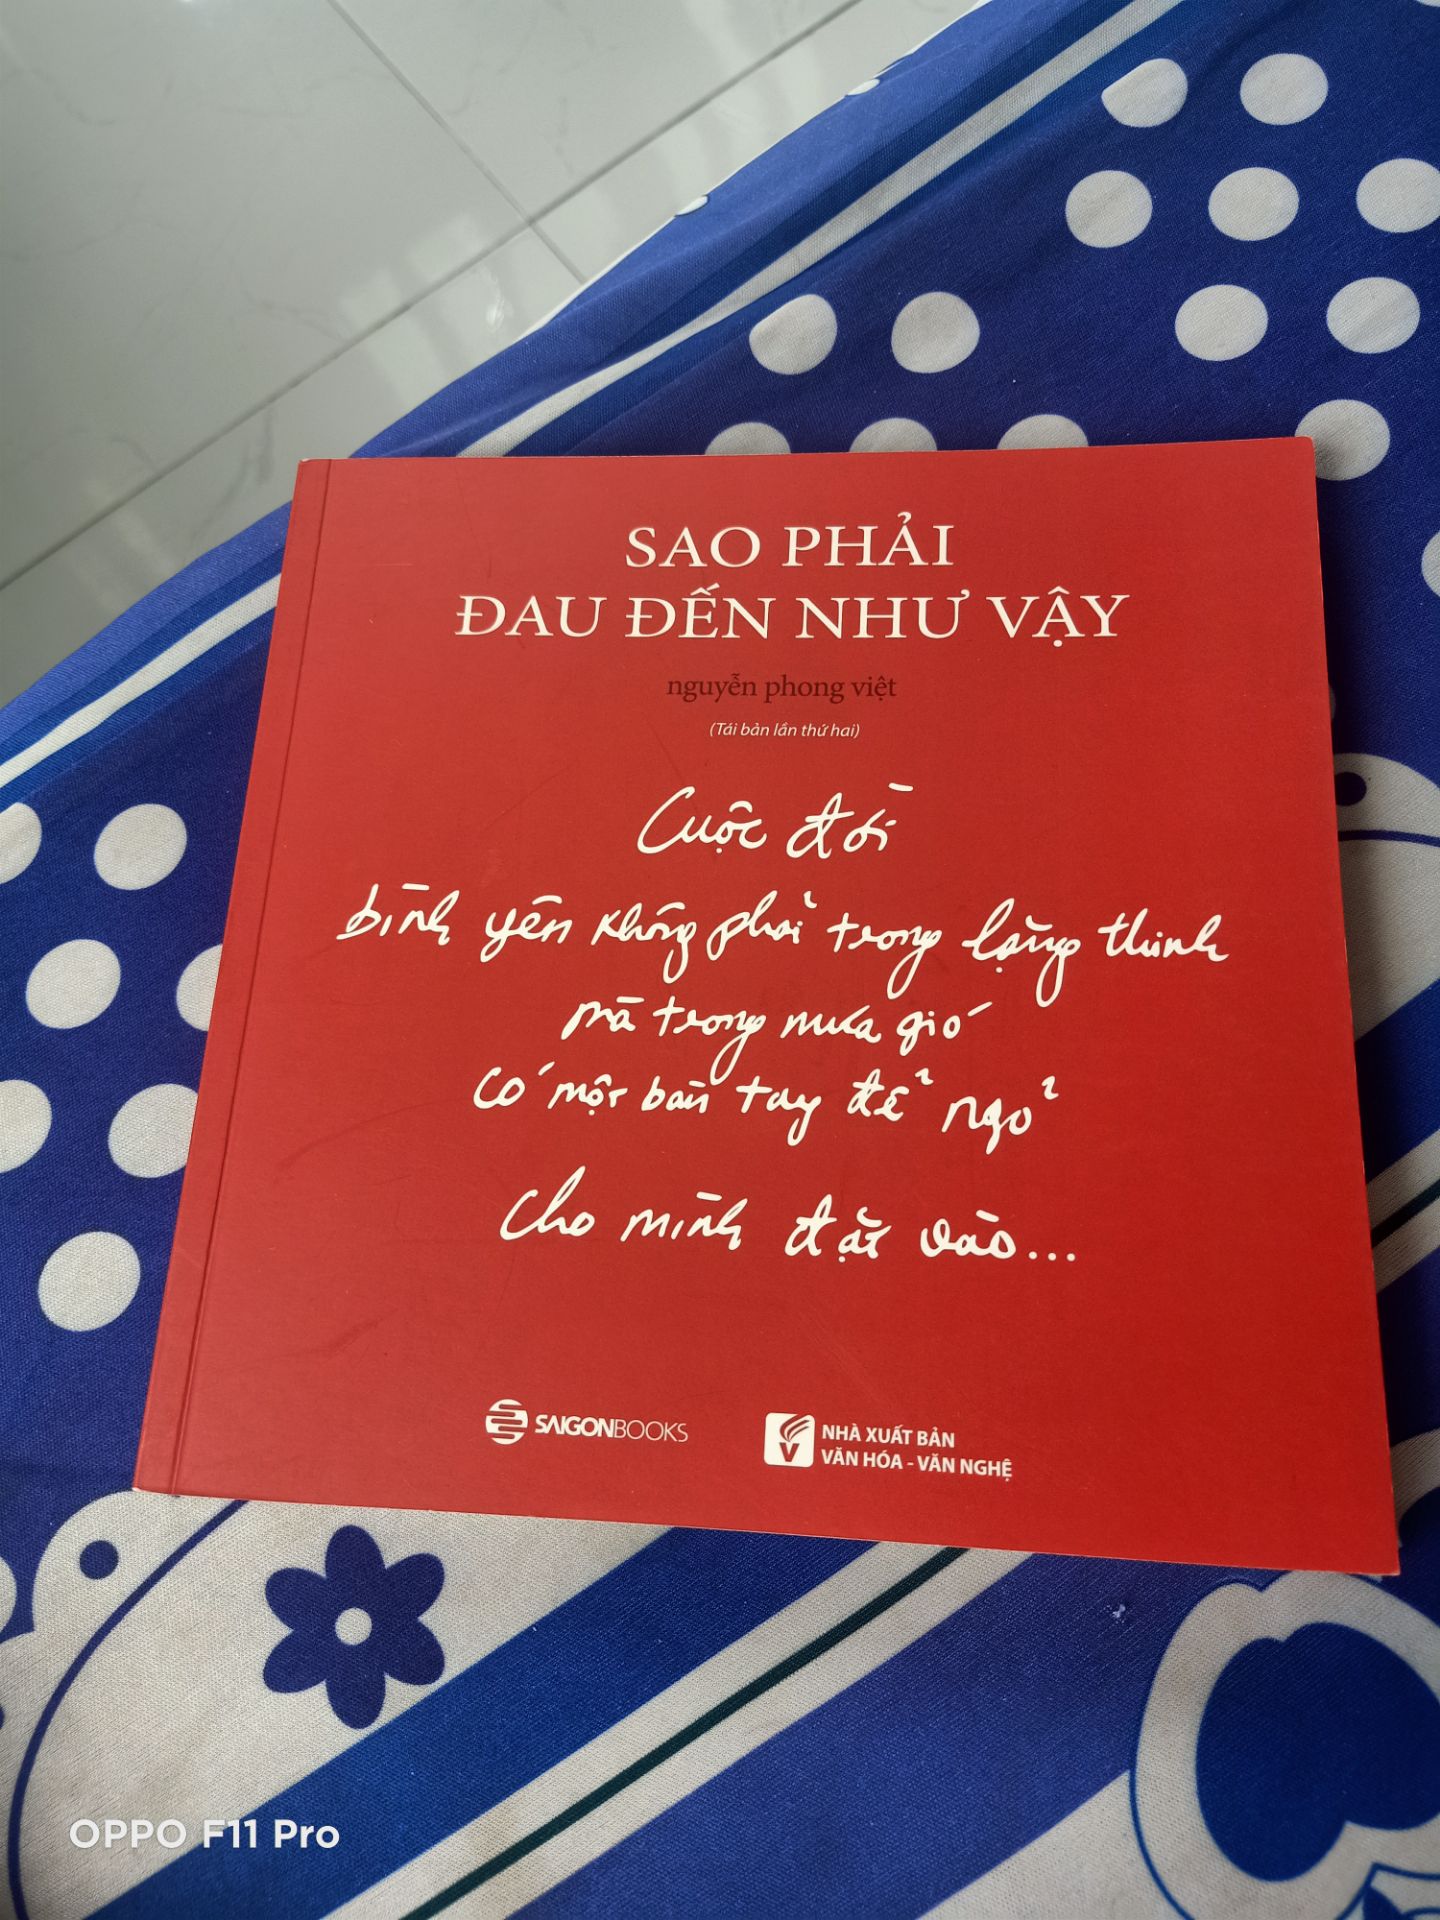 SAO PHẢI
ĐAU ĐẾN NHƯ VẬY
nguyễn phong việt
(Tái bản lần thứ hai)
Cuộc đời
bình yên không phải trong lặng thinh
mà trong mưa gió
có một bàn tay để ngỏ
cho mình đặt vào...
SAIGONBOOKS
NHÀ XUẤT BẢN
VĂN HÓA - VĂN NGHỆ
OPPO F11 Pro